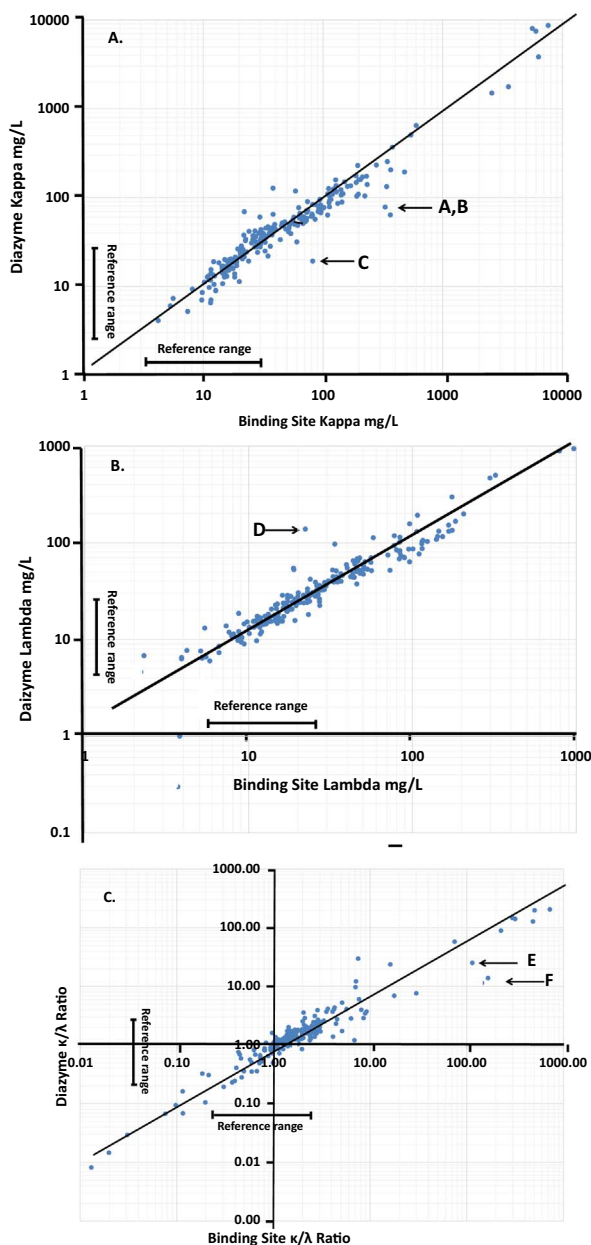 10000
A.
1000
Diazyme Kappa mg/L
100
A,B
C
Reference range
10
Reference range
1
1
10
100
1000
10000
Binding Site Kappa mg/L
1000
B.
D
100
Daizyme Lambda mg/L
Reference range
10
Reference range
1
1
10
100
1000
Binding Site Lambda mg/L
0.1
1000.00
C.
100.00
E
F
10.00
Diazyme κ/λ Ratio
Reference range
1.00
0.01
0.10
1.00
10.00
100.00
1000.00
0.10
Reference range
0.01
0.00
Binding Site κ/λ Ratio